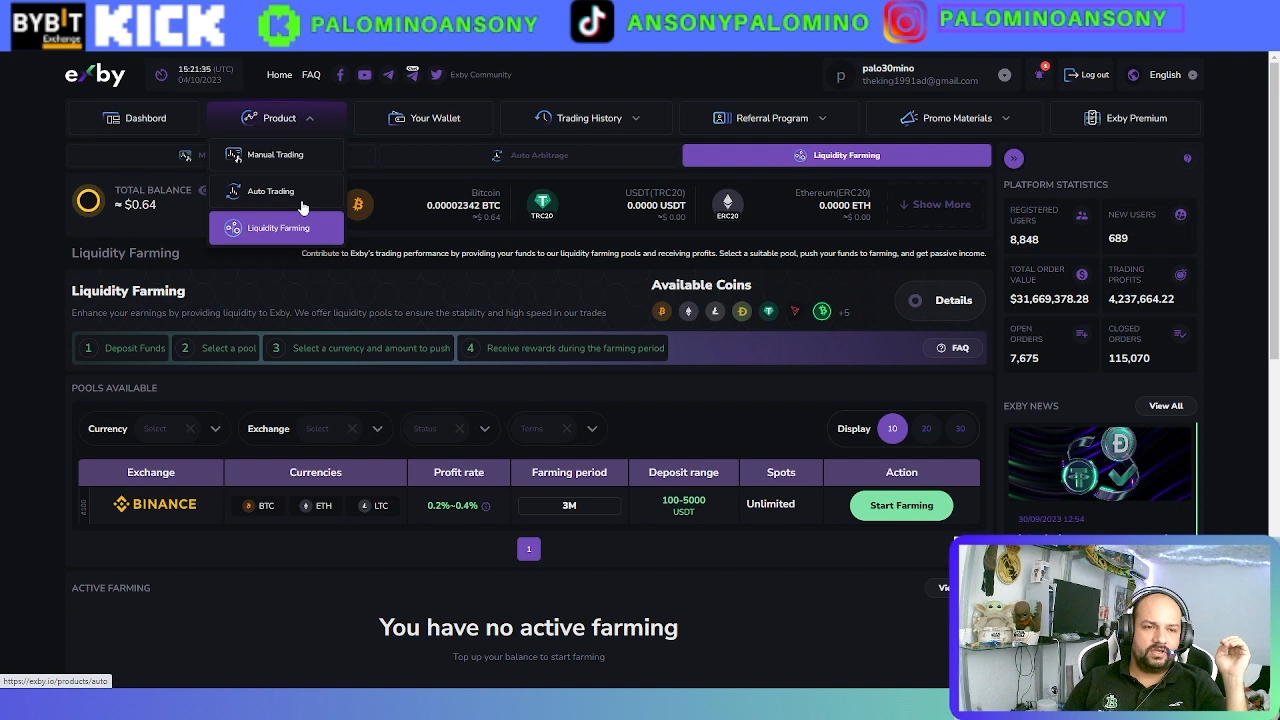 BYBIT
Exchange
KICK
PALOMINOANSONY
ANSONYPALOMINO
PALOMINOANSONY
exby
15:21:35 (UTC)
04/10/2023
Home
FAQ
Exby Community
p
palo30mino
theking1991ad@gmail.com
Log out
English
Dashbord
Product
Your Wallet
Trading History
Referral Program
Promo Materials
Exby Premium
M
Manual Trading
Auto Trading
Liquidity Farming
Auto Arbitrage
Liquidity Farming
TOTAL BALANCE
≈ $0.64
Bitcoin
0.00002342 BTC
≈$ 0.64
TRC20
USDT(TRC20)
0.0000 USDT
≈$ 0.00
ERC20
Ethereum(ERC20)
0.0000 ETH
≈$ 0.00
Show More
Liquidity Farming
Contribute to Exby's trading performance by providing your funds to our liquidity farming pools and receiving profits. Select a suitable pool, push your funds to farming, and get passive income.
Liquidity Farming
Enhance your earnings by providing liquidity to Exby. We offer liquidity pools to ensure the stability and high speed in our trades
Available Coins
+5
Details
1 Deposit Funds
2 Select a pool
3 Select a currency and amount to push
4 Receive rewards during the farming period
FAQ
POOLS AVAILABLE
Currency Select
Exchange Select
Status
Terms
Display 10 20 30
Exchange Currencies Profit rate Farming period Deposit range Spots Action
BINANCE BTC ETH LTC 0.2%~0.4% 3M 100-5000 USDT Unlimited Start Farming
1
ACTIVE FARMING
You have no active farming
Top up your balance to start farming
PLATFORM STATISTICS
REGISTERED USERS
8,848
NEW USERS
689
TOTAL ORDER VALUE
$31,669,378.28
TRADING PROFITS
4,237,664.22
OPEN ORDERS
7,675
CLOSED ORDERS
115,070
EXBY NEWS
View All
30/09/2023 12:54
https://exby.io/products/auto